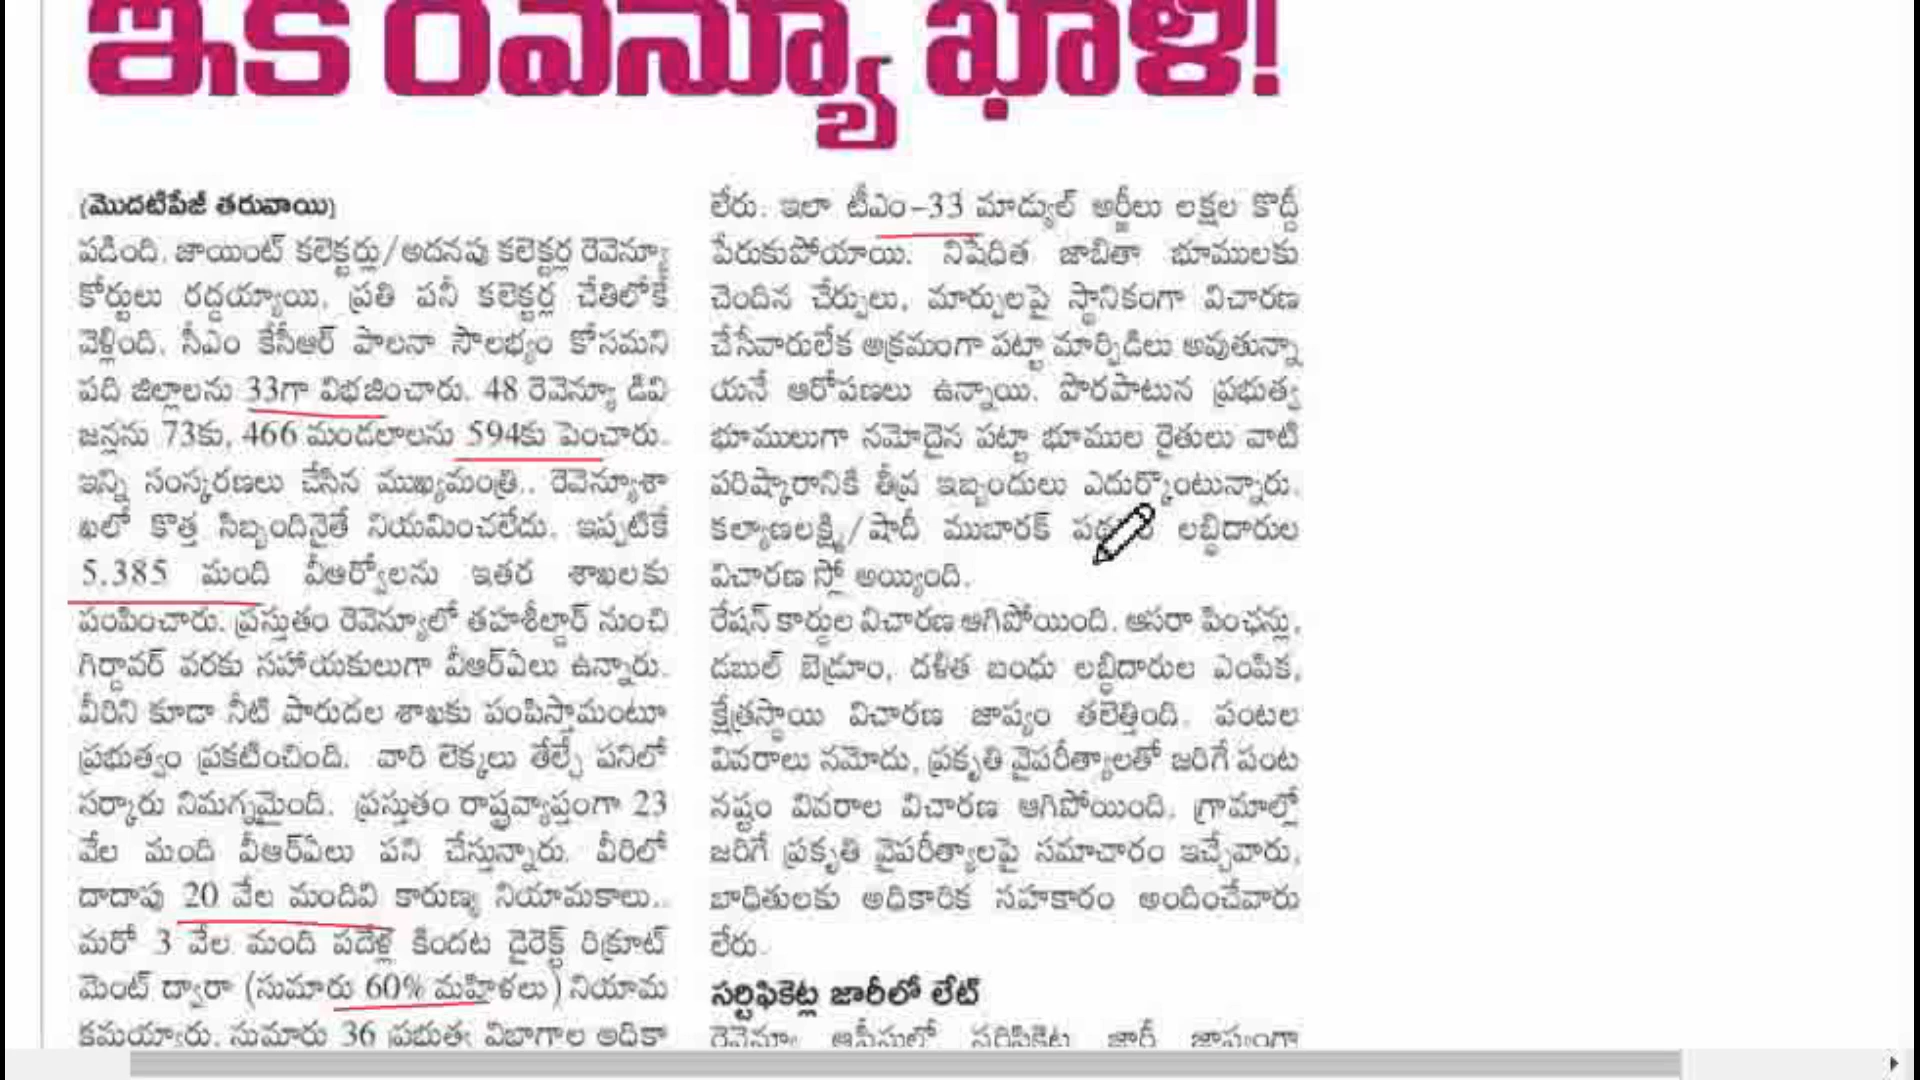 ఇక రెవెన్యూ ఖాళీ!
(మొదటిపేజీ తరువాయి)
పడింది. జాయింట్ కలెక్టర్లు/అదనపు కలెక్టర్ల రెవెన్యూ
కోర్టులు రద్దయ్యాయి. ప్రతి పనీ కలెక్టర్ల చేతిలోకే
వెళ్లింది. సీఎం కేసీఆర్ పాలనా సౌలభ్యం కోసమని
పది జిల్లాలను 33గా విభజించారు. 48 రెవెన్యూ డివి
జన్లను 73కు, 466 మండలాలను 594కు పెంచారు.
ఇన్ని సంస్కరణలు చేసిన ముఖ్యమంత్రి.. రెవెన్యూశా
ఖలో కొత్త సిబ్బందినైతే నియమించలేదు. ఇప్పటికే
5,385 మంది వీఆర్వోలను ఇతర శాఖలకు
పంపించారు. ప్రస్తుతం రెవెన్యూలో తహశీల్దార్ నుంచి
గిర్దావర్ వరకు సహాయకులుగా వీఆర్ఏలు ఉన్నారు.
వీరిని కూడా నీటి పారుదల శాఖకు పంపిస్తామంటూ
ప్రభుత్వం ప్రకటించింది. వారి లెక్కలు తేల్చే పనిలో
సర్కారు నిమగ్నమైంది. ప్రస్తుతం రాష్ట్రవ్యాప్తంగా 23
వేల మంది వీఆర్ఏలు పని చేస్తున్నారు. వీరిలో
దాదాపు 20 వేల మందివి కారుణ్య నియామకాలు..
మరో 3 వేల మంది పదేళ్ల కిందట డైరెక్ట్ రిక్రూట్
మెంట్ ద్వారా (సుమారు 60% మహిళలు) నియామ
కమయ్యారు. సుమారు 36 ప్రభుత్వ విభాగాల అధికా
లేరు. ఇలా టీఎం-33 మాడ్యుల్ అర్జీలు లక్షల కొద్దీ
పేరుకుపోయాయి. నిషేధిత జాబితా భూములకు
చెందిన చేర్పులు, మార్పులపై స్థానికంగా విచారణ
చేసేవారులేక అక్రమంగా పట్టా మార్పిడిలు అవుతున్నా
యనే ఆరోపణలు ఉన్నాయి. పొరపాటున ప్రభుత్వ
భూములుగా నమోదైన పట్టా భూముల రైతులు వాటి
పరిష్కారానికి తీవ్ర ఇబ్బందులు ఎదుర్కొంటున్నారు.
కల్యాణలక్ష్మి/షాదీ ముబారక్ లబ్ధిదారుల
విచారణ స్లో అయ్యింది.
రేషన్ కార్డుల విచారణ ఆగిపోయింది. ఆసరా పింఛన్లు,
డబుల్ బెడ్రూం, దళిత బంధు లబ్ధిదారుల ఎంపిక,
క్షేత్రస్థాయి విచారణ జాప్యం తలెత్తింది. పంటల
వివరాలు నమోదు, ప్రకృతి వైపరీత్యాలతో జరిగే పంట
నష్టం వివరాల విచారణ ఆగిపోయింది. గ్రామాల్లో
జరిగే ప్రకృతి వైపరీత్యాలపై సమాచారం ఇచ్చేవారు,
బాధితులకు అధికారిక సహకారం అందించేవారు
లేరు.
సర్టిఫికెట్ల జారీలో లేట్
రెవెన్యూ ఆఫీసుల్లో సర్టిఫికెట్ల జారీ జాప్యంగా